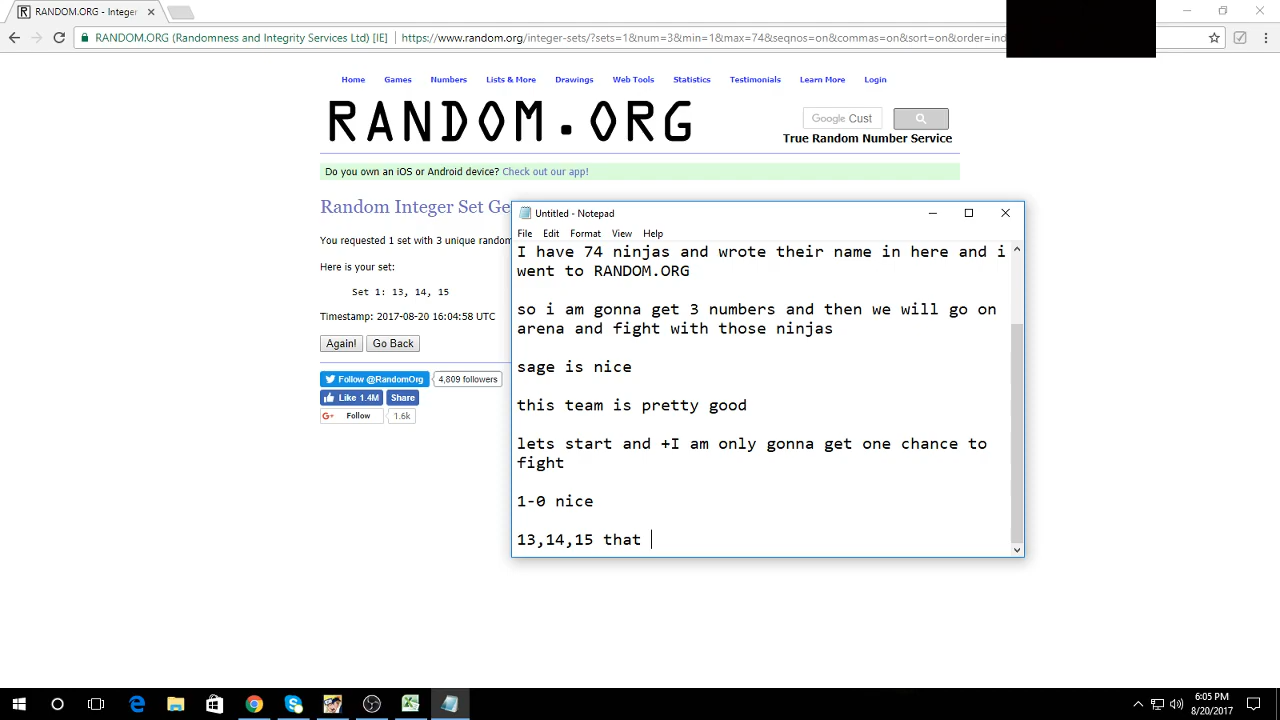 RANDOM.ORG - Integer
RANDOM.ORG (Randomness and Integrity Services Ltd) [IE]
https://www.random.org/integer-sets/?sets=1&num=3&min=1&max=74&seqnos=on&commas=on&sort=on&order=ind
Home Games Numbers Lists & More Drawings Web Tools Statistics Testimonials Learn More Login
RANDOM.ORG
Google Cust
True Random Number Service
Do you own an iOS or Android device? Check out our app!
Random Integer Set Ge
You requested 1 set with 3 unique random
Here is your set:
Set 1: 13, 14, 15
Timestamp: 2017-08-20 16:04:58 UTC
Again! Go Back
Follow @RandomOrg 4,809 followers
Like 1.4M Share
G+ Follow 1.6k
Untitled - Notepad
File Edit Format View Help
I have 74 ninjas and wrote their name in here and i
went to RANDOM.ORG
so i am gonna get 3 numbers and then we will go on
arena and fight with those ninjas
sage is nice
this team is pretty good
lets start and +I am only gonna get one chance to
fight
1-0 nice
13,14,15 that
6:05 PM
8/20/2017